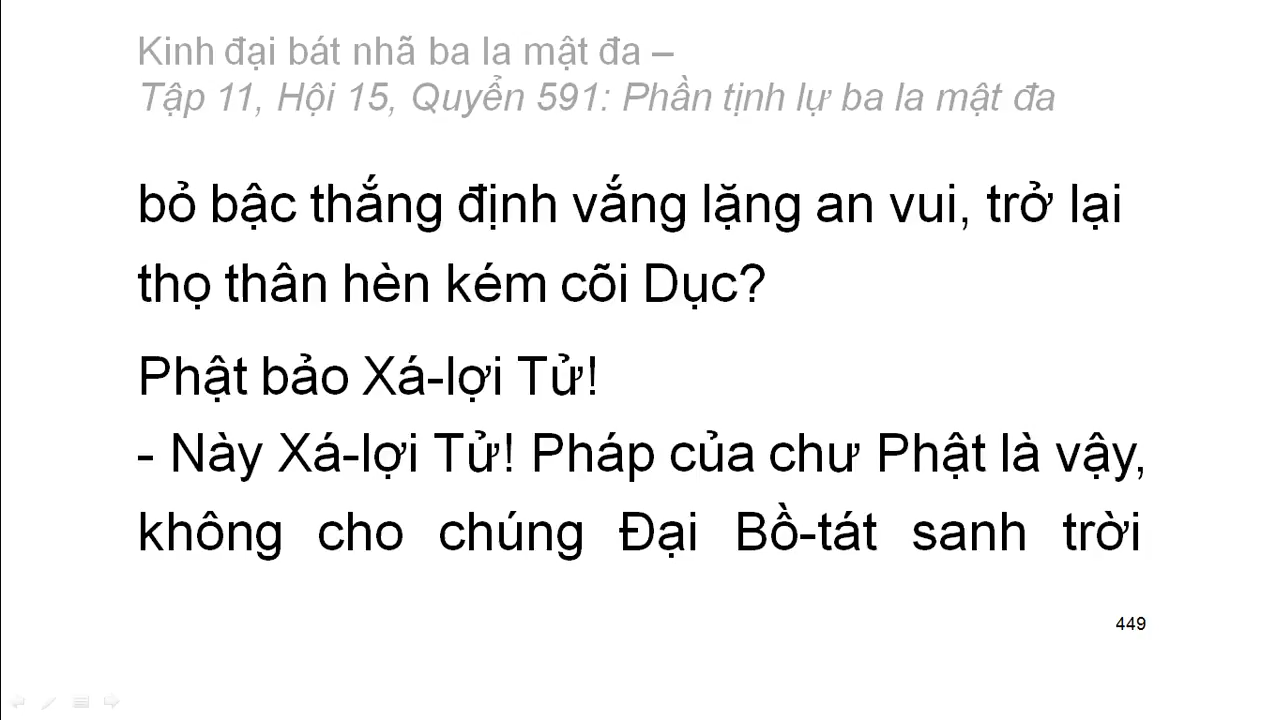 Kinh đại bát nhã ba la mật đa –
Tập 11, Hội 15, Quyển 591: Phần tịnh lự ba la mật đa
bỏ bậc thắng định vắng lặng an vui, trở lại
thọ thân hèn kém cõi Dục?
Phật bảo Xá-lợi Tử!
- Này Xá-lợi Tử! Pháp của chư Phật là vậy,
không cho chúng Đại Bồ-tát sanh trời
449